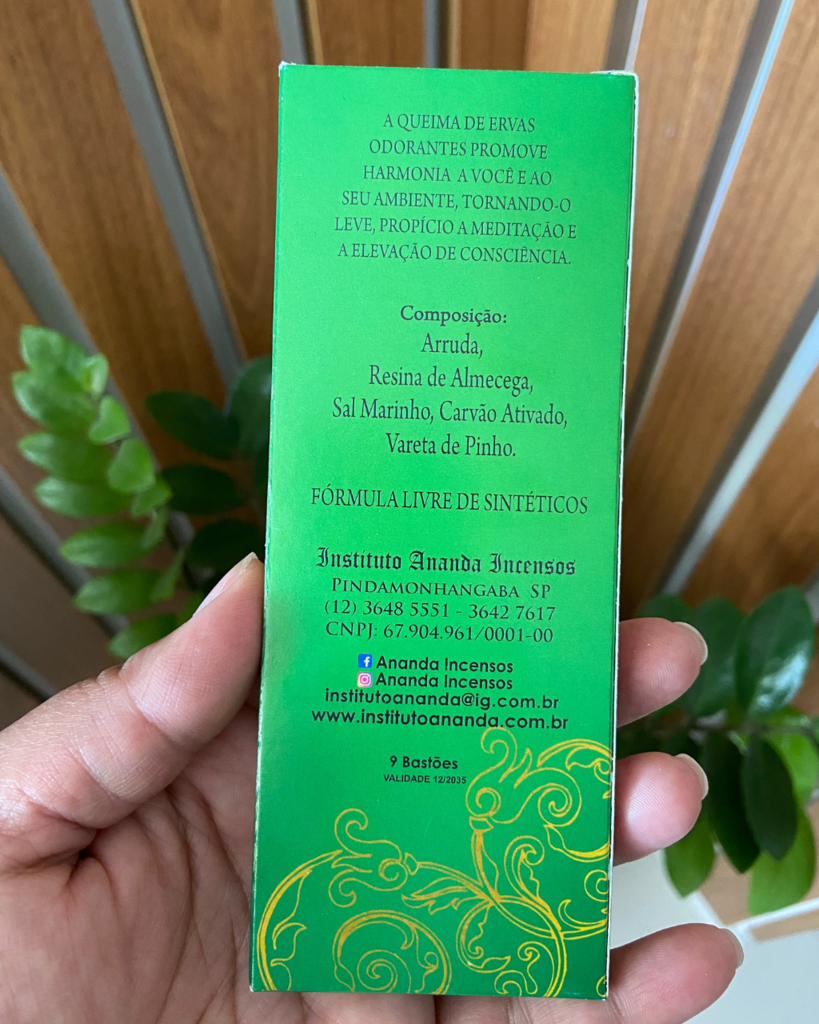 A QUEIMA DE ERVAS
ODORANTES PROMOVE
HARMONIA A VOCÊ E AO
SEU AMBIENTE, TORNANDO-O
LEVE, PROPÍCIO A MEDITAÇÃO E
A ELEVAÇÃO DE CONSCIÊNCIA.
Composição:
Arruda,
Resina de Almecega,
Sal Marinho, Carvão Ativado,
Vareta de Pinho.
FÓRMULA LIVRE DE SINTÉTICOS
Instituto Ananda Incensos
PINDAMONHANGABA SP
(12) 3648 5551 - 3642 7617
CNPJ: 67.904.961/0001-00
Ananda Incensos
Ananda Incensos
institutoananda@ig.com.br
www.institutoananda.com.br
9 Bastões
VALIDADE 12/2035